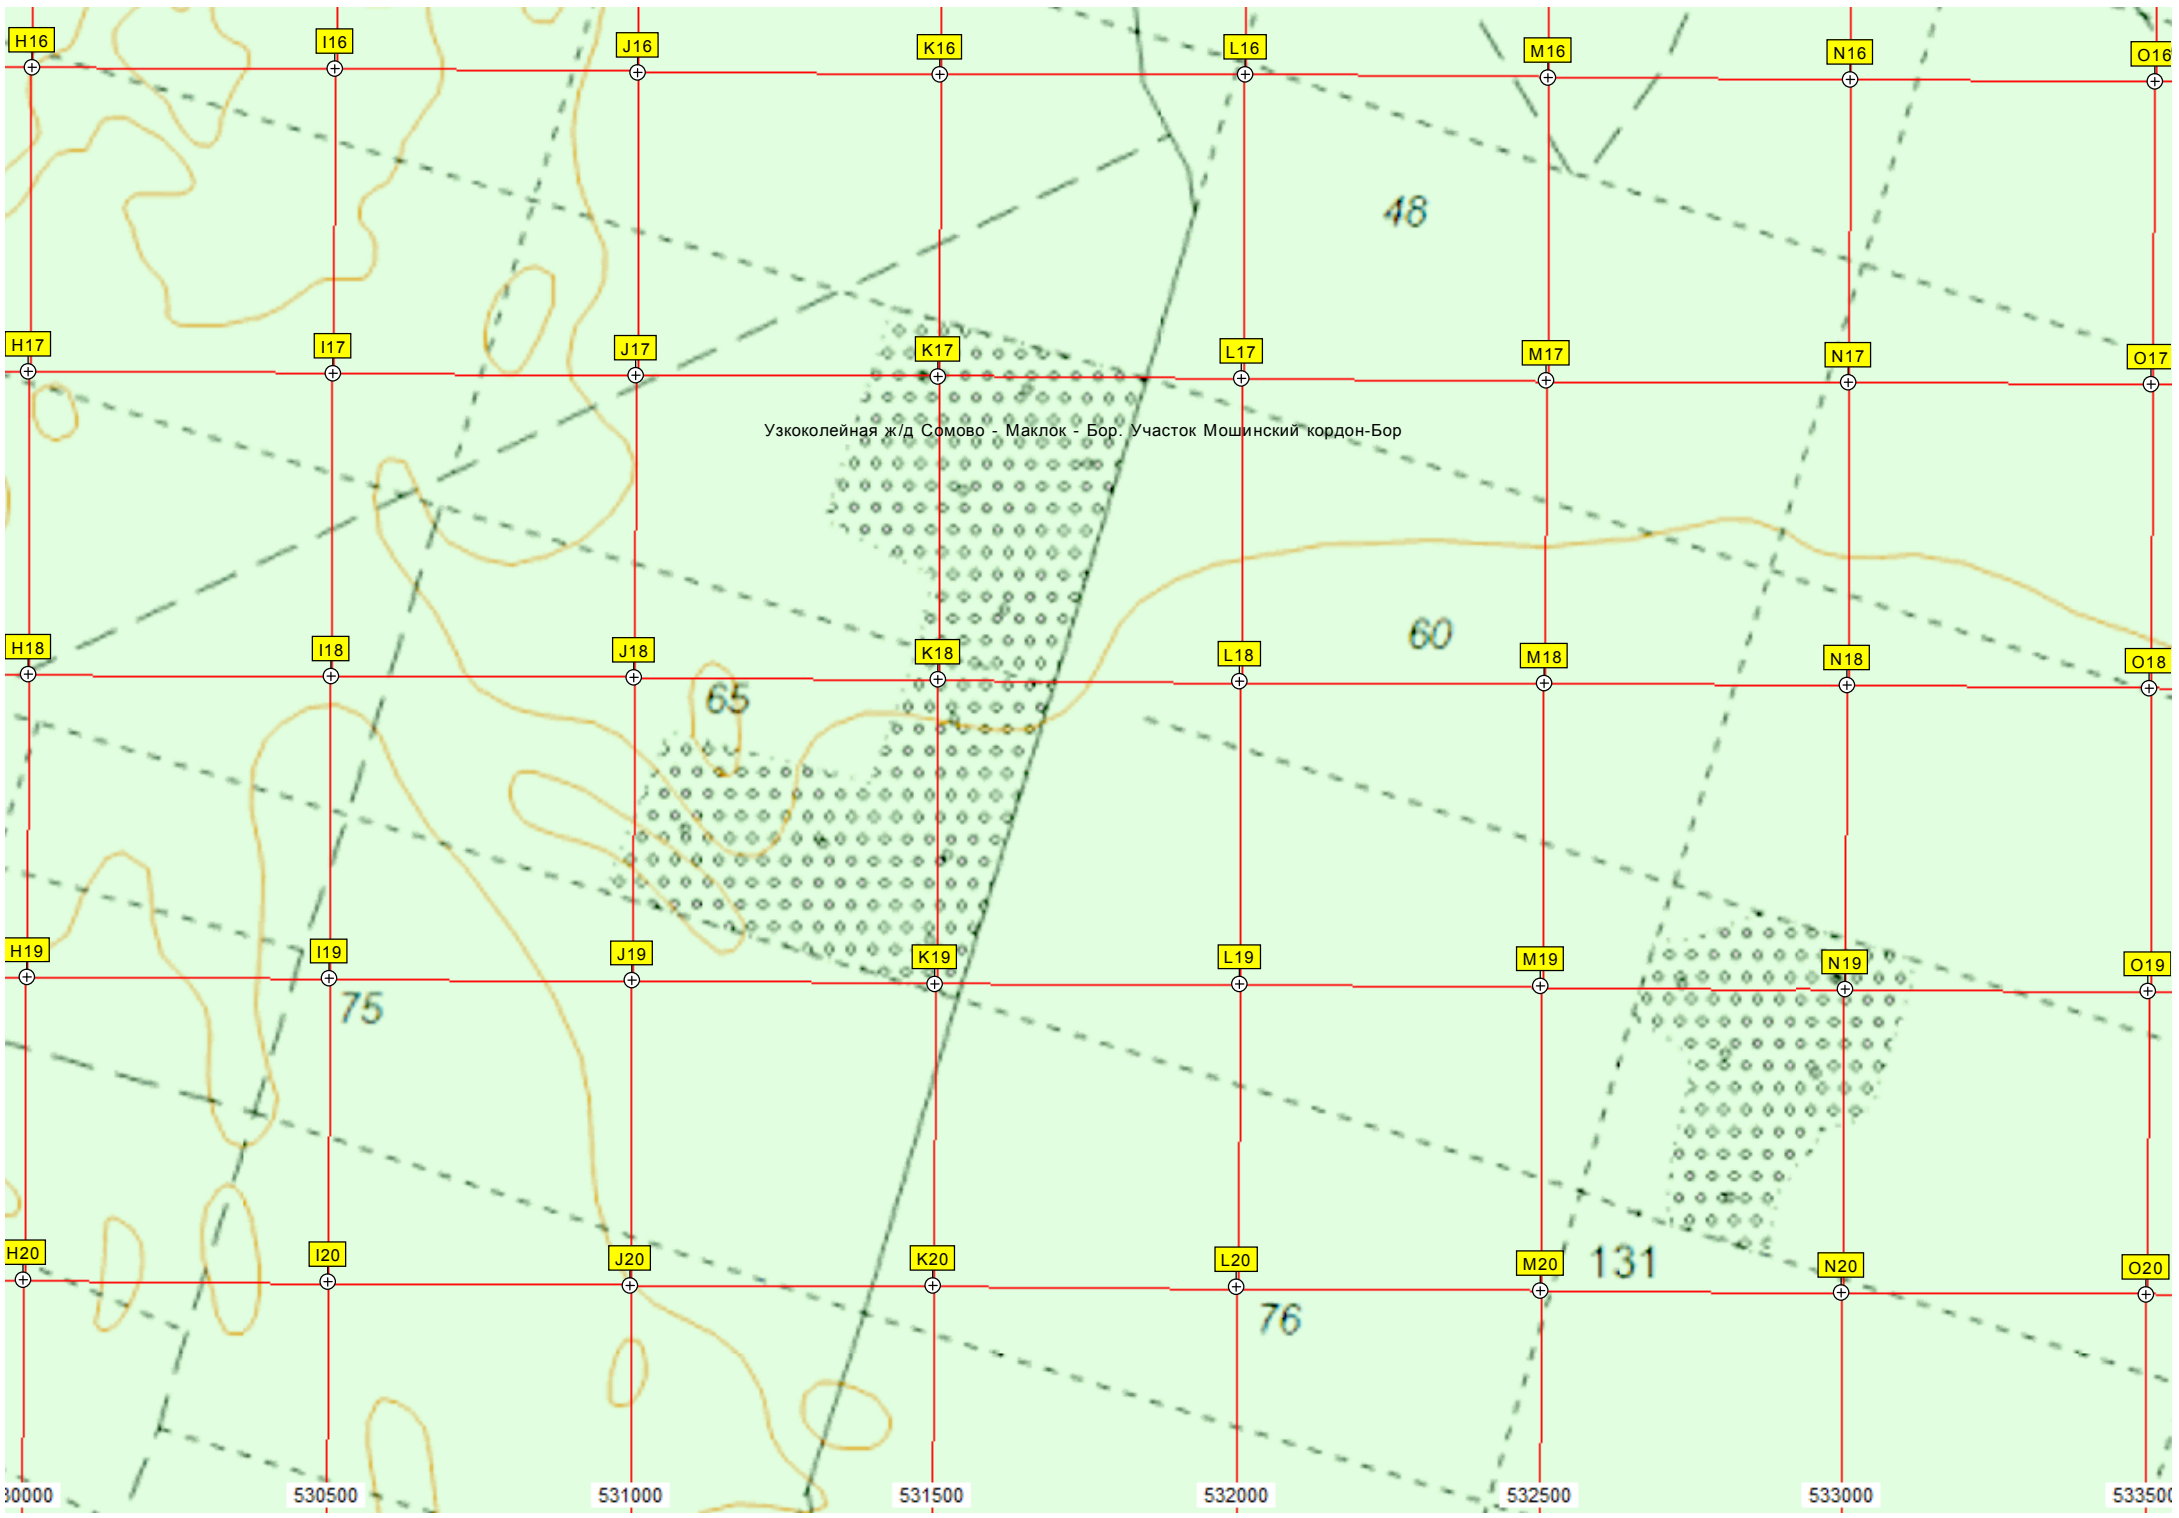 H16 I16 J16 K16 L16 M16 N16 O16
48
H17 I17 J17 K17 L17 M17 N17 O17
Узкоколейная ж/д Сомово - Маклок - Бор. Участок Мошинский кордон-Бор
60
H18 I18 J18 K18 L18 M18 N18 O18
65
H19 I19 J19 K19 L19 M19 N19 O19
75
H20 I20 J20 K20 L20 M20 131 N20 O20
76
30000 530500 531000 531500 532000 532500 533000 533500